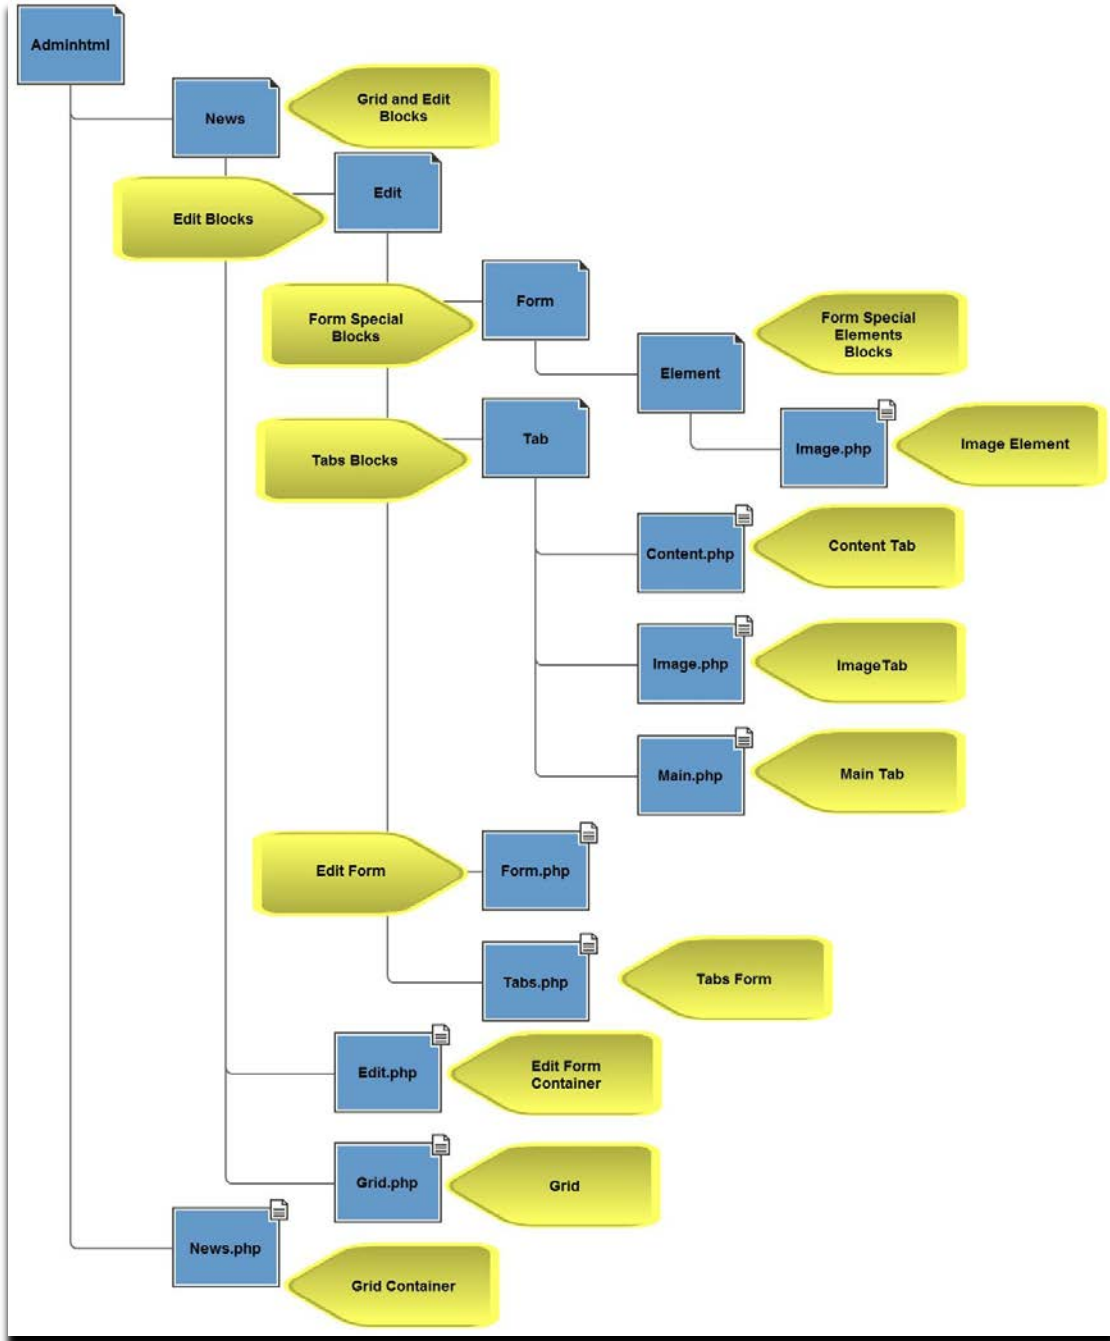 Adminhtml
News
Grid and Edit
Blocks
Edit
Edit Blocks
Form
Form Special
Blocks
Form Special
Elements
Blocks
Element
Tab
Tabs Blocks
Image.php
Image Element
Content.php
Content Tab
Image.php
ImageTab
Main.php
Main Tab
Edit Form
Form.php
Tabs.php
Tabs Form
Edit.php
Edit Form
Container
Grid.php
Grid
News.php
Grid Container